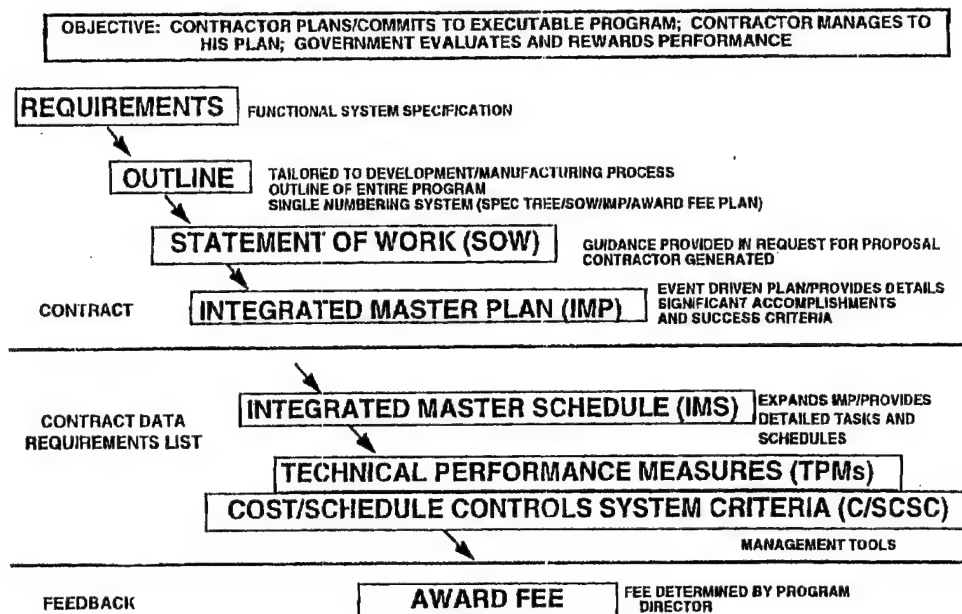 OBJECTIVE: CONTRACTOR PLANS/COMMITS TO EXECUTABLE PROGRAM; CONTRACTOR MANAGES TO
HIS PLAN; GOVERNMENT EVALUATES AND REWARDS PERFORMANCE
REQUIREMENTS
FUNCTIONAL SYSTEM SPECIFICATION
OUTLINE
TAILORED TO DEVELOPMENT/MANUFACTURING PROCESS
OUTLINE OF ENTIRE PROGRAM
SINGLE NUMBERING SYSTEM (SPEC TREE/SOW/IMP/AWARD FEE PLAN)
STATEMENT OF WORK (SOW)
GUIDANCE PROVIDED IN REQUEST FOR PROPOSAL
CONTRACTOR GENERATED
CONTRACT
INTEGRATED MASTER PLAN (IMP)
EVENT DRIVEN PLAN/PROVIDES DETAILS
SIGNIFICANT ACCOMPLISHMENTS
AND SUCCESS CRITERIA
CONTRACT DATA
REQUIREMENTS LIST
INTEGRATED MASTER SCHEDULE (IMS)
EXPANDS IMP/PROVIDES
DETAILED TASKS AND
SCHEDULES
TECHNICAL PERFORMANCE MEASURES (TPMs)
COST/SCHEDULE CONTROLS SYSTEM CRITERIA (C/SCSC)
MANAGEMENT TOOLS
FEEDBACK
AWARD FEE
FEE DETERMINED BY PROGRAM
DIRECTOR